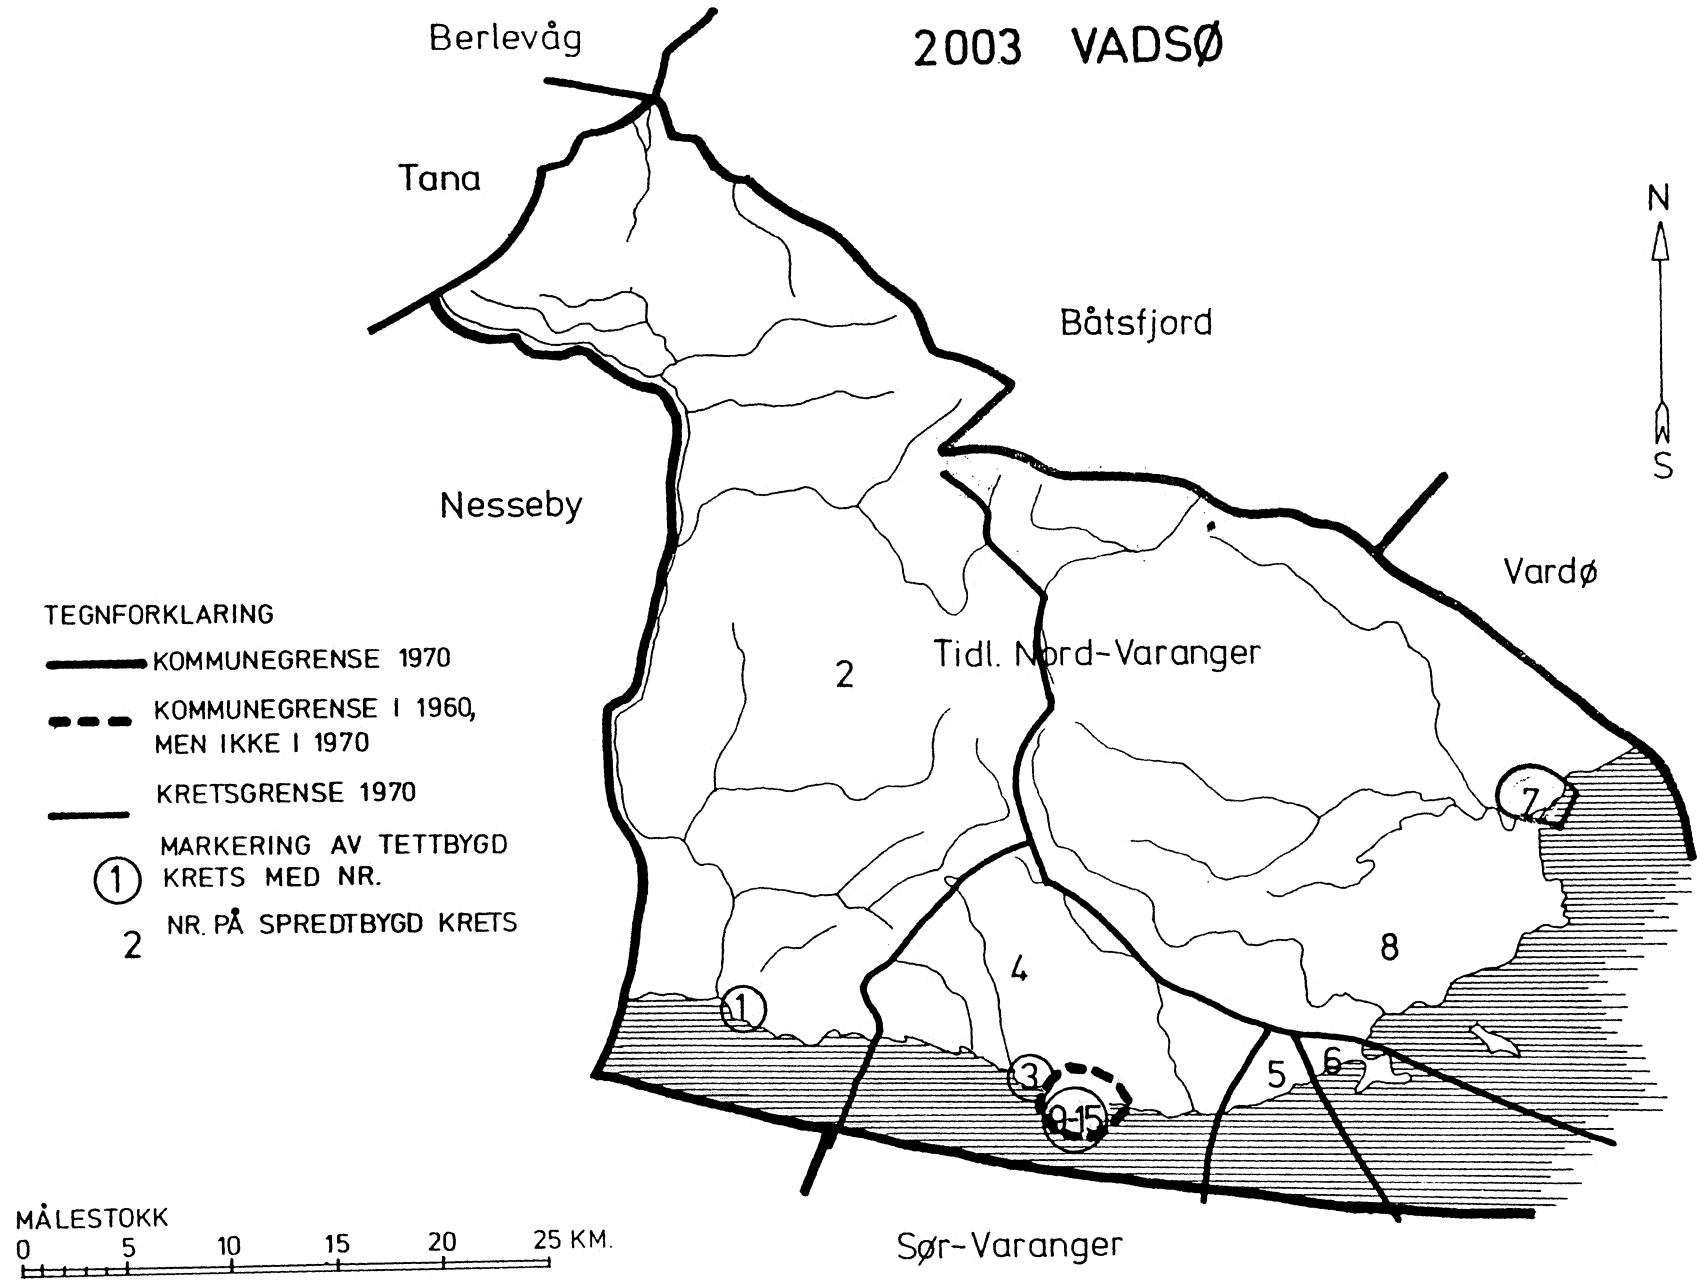 2003 VADSØ
Berlevåg
Tana
N
S
Båtsfjord
Nesseby
Vardø
Tidl. Nord-Varanger
2
TEGNFORKLARING
KOMMUNEGRENSE 1970
KOMMUNEGRENSE I 1960,
MEN IKKE I 1970
KRETSGRENSE 1970
MARKERING AV TETTBYGD
1 KRETS MED NR.
2 NR. PÅ SPREDTBYGD KRETS
7
8
4
1
3
9-15
5
6
MÅLESTOKK
0 5 10 15 20 25 KM.
Sør-Varanger